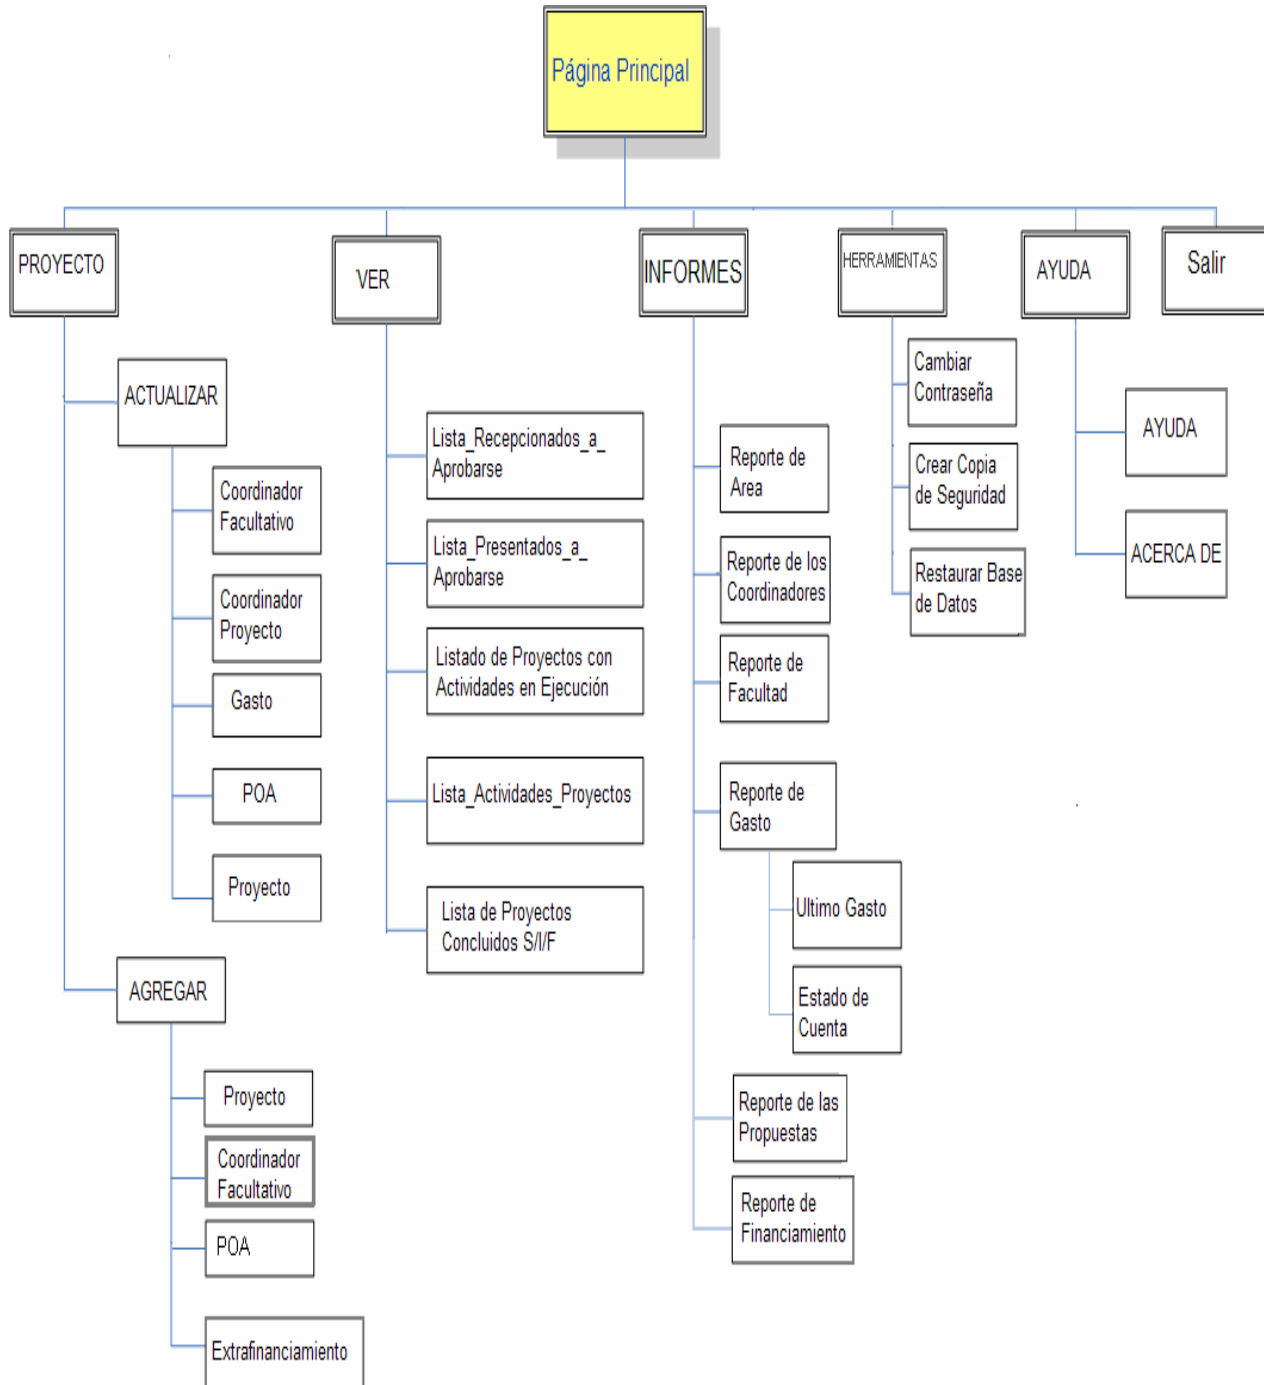 Página Principal
PROYECTO
VER
INFORMES
HERRAMIENTAS
AYUDA
Salir
ACTUALIZAR
Coordinador
Facultativo
Coordinador
Proyecto
Gasto
POA
Proyecto
AGREGAR
Proyecto
Coordinador
Facultativo
POA
Extrafinanciamiento
Lista_Recepcionados_a_
Aprobarse
Lista_Presentados_a_
Aprobarse
Listado de Proyectos con
Actividades en Ejecución
Lista_Actividades_Proyectos
Lista de Proyectos
Concluidos S/I/F
Reporte de
Area
Reporte de los
Coordinadores
Reporte de
Facultad
Reporte de
Gasto
Ultimo Gasto
Estado de
Cuenta
Reporte de las
Propuestas
Reporte de
Financiamiento
Cambiar
Contraseña
Crear Copia
de Seguridad
Restaurar Base
de Datos
AYUDA
ACERCA DE